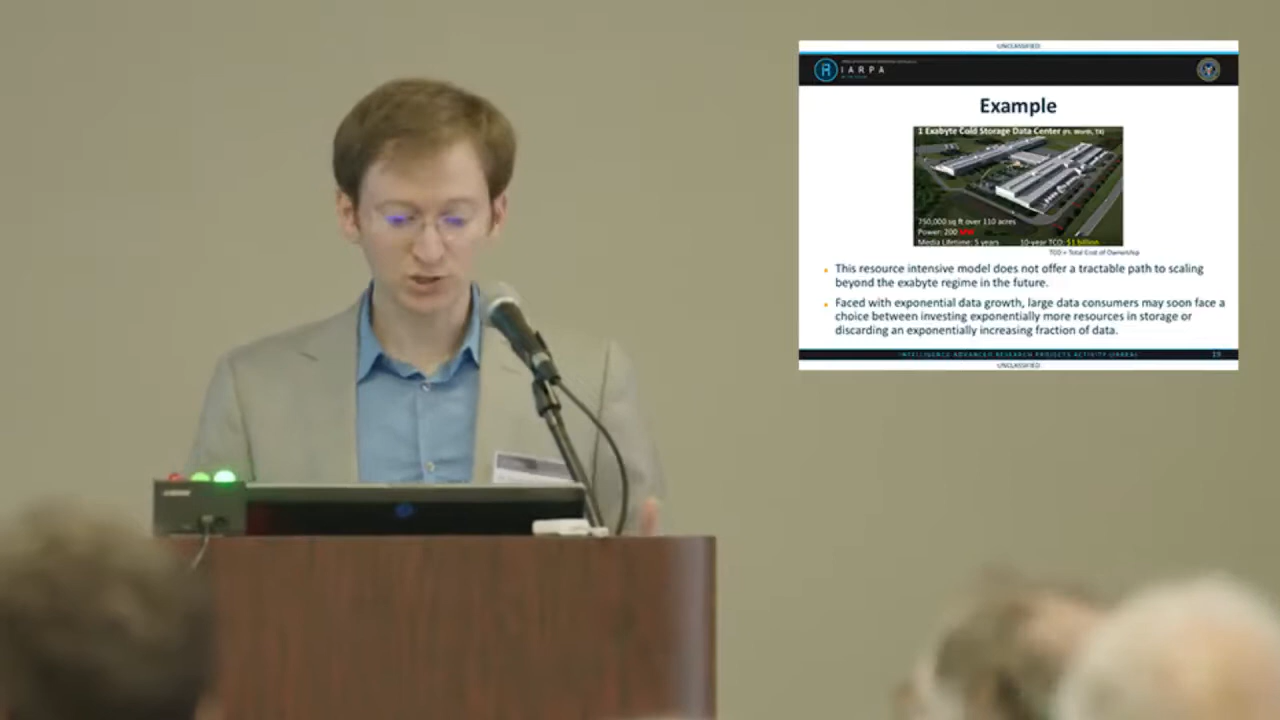 UNCLASSIFIED
IARPA
Example
1 Exabyte Cold Storage Data Center (Ft. Worth, TX)
750,000 sq ft over 110 acres
Power: 200 MW
Media Lifetime: 5 years 10-year TCO: $1 billion
TCO = Total Cost of Ownership
This resource intensive model does not offer a tractable path to scaling
beyond the exabyte regime in the future.
Faced with exponential data growth, large data consumers may soon face a
choice between investing exponentially more resources in storage or
discarding an exponentially increasing fraction of data.
INTELLIGENCE ADVANCED RESEARCH PROJECTS ACTIVITY (IARPA)
19
UNCLASSIFIED